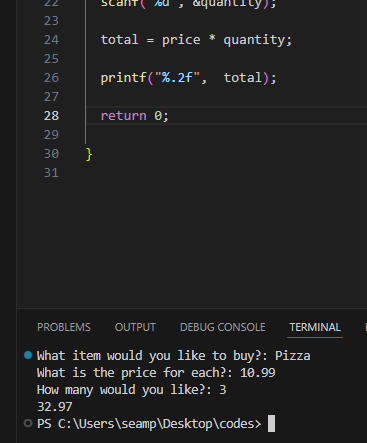 22 scanf("%d", &quantity);
23
24 total = price * quantity;
25
26 printf("%.2f",  total);
27
28 return 0;
29
30 }
31
PROBLEMS OUTPUT DEBUG CONSOLE TERMINAL
What item would you like to buy?: Pizza
What is the price for each?: 10.99
How many would you like?: 3
32.97
PS C:\Users\seamp\Desktop\codes>